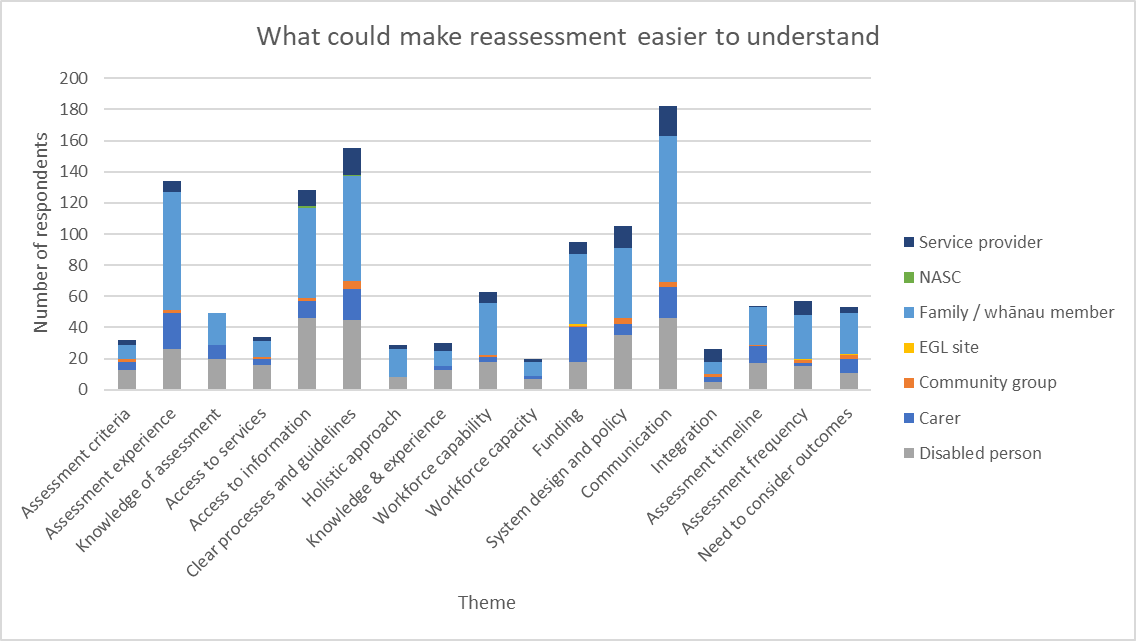 What could make reassessment easier to understand
Number of respondents
200
180
160
140
120
100
80
60
40
20
0
Assessment criteria
Assessment experience
Knowledge of assessment
Access to services
Access to information
Clear processes and guidelines
Holistic approach
Knowledge & experience
Workforce capability
Workforce capacity
Funding
System design and policy
Communication
Integration
Assessment timeline
Assessment frequency
Need to consider outcomes
Theme
Service provider
NASC
Family / whānau member
EGL site
Community group
Carer
Disabled person